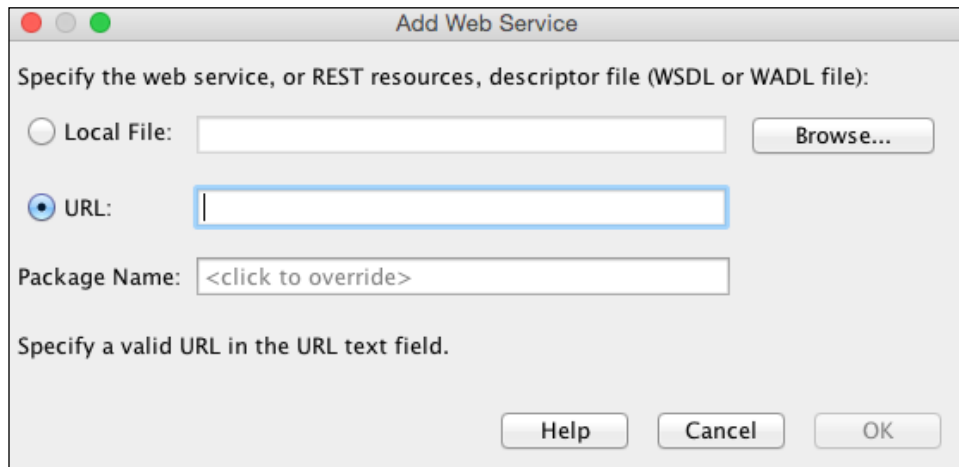 Add Web Service
Specify the web service, or REST resources, descriptor file (WSDL or WADL file):
Local File:
Browse...
URL:
Package Name: <click to override>
Specify a valid URL in the URL text field.
Help Cancel OK